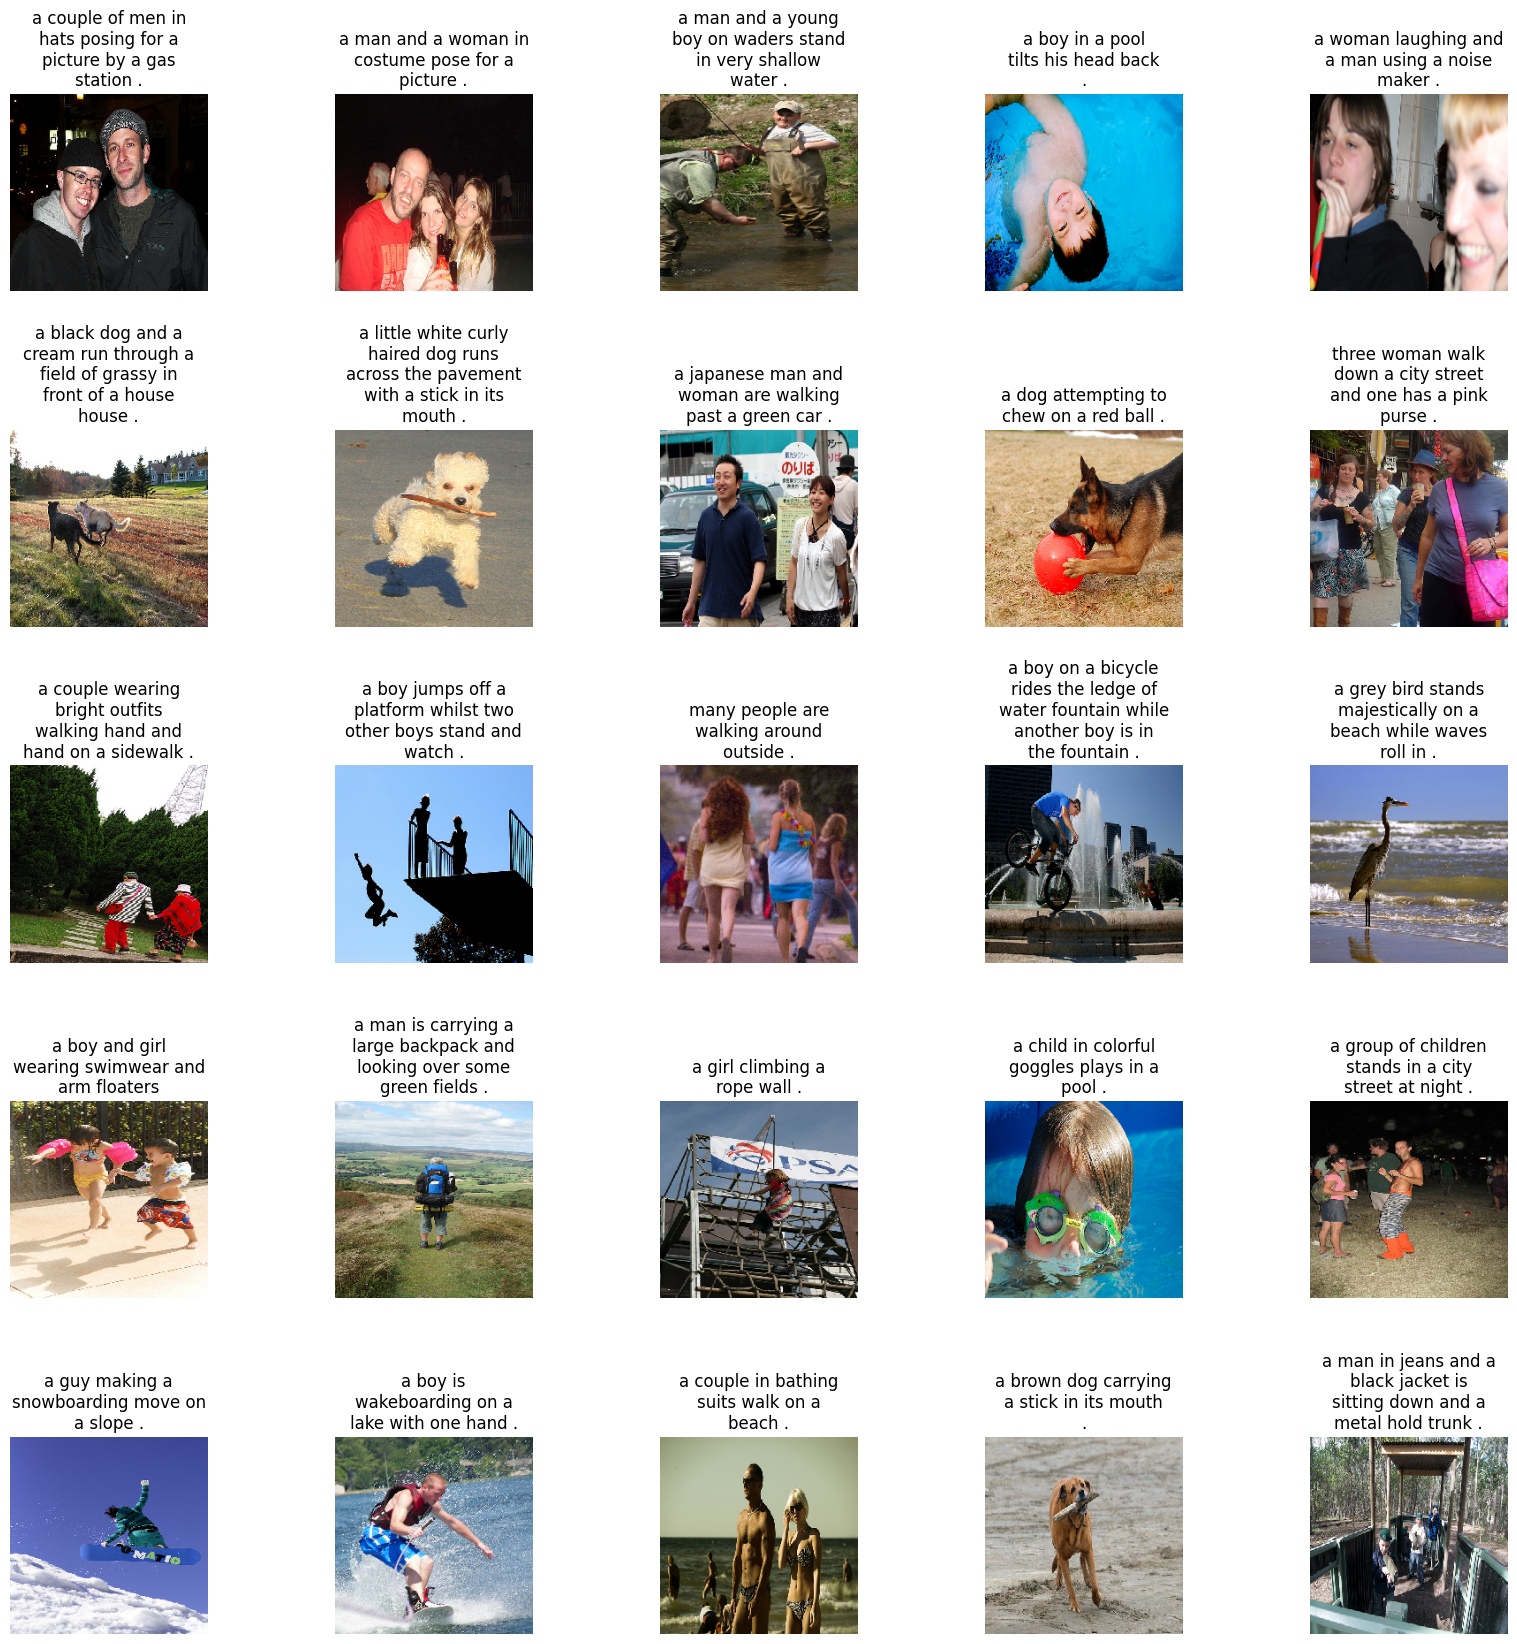 a couple of men in
hats posing for a
picture by a gas
station .
a man and a woman in
costume pose for a
picture .
a man and a young
boy on waders stand
in very shallow
water .
a boy in a pool
tilts his head back
.
a woman laughing and
a man using a noise
maker .
a black dog and a
cream run through a
field of grassy in
front of a house
house .
a little white curly
haired dog runs
across the pavement
with a stick in its
mouth .
a japanese man and
woman are walking
past a green car .
a dog attempting to
chew on a red ball .
three woman walk
down a city street
and one has a pink
purse .
のりば
a couple wearing
bright outfits
walking hand and
hand on a sidewalk .
a boy jumps off a
platform whilst two
other boys stand and
watch .
many people are
walking around
outside .
a boy on a bicycle
rides the ledge of
water fountain while
another boy is in
the fountain .
a grey bird stands
majestically on a
beach while waves
roll in .
a boy and girl
wearing swimwear and
arm floaters
a man is carrying a
large backpack and
looking over some
green fields .
a girl climbing a
rope wall .
a child in colorful
goggles plays in a
pool .
a group of children
stands in a city
street at night .
PSA
a guy making a
snowboarding move on
a slope .
a boy is
wakeboarding on a
lake with one hand .
a couple in bathing
suits walk on a
beach .
a brown dog carrying
a stick in its mouth
.
a man in jeans and a
black jacket is
sitting down and a
metal hold trunk .